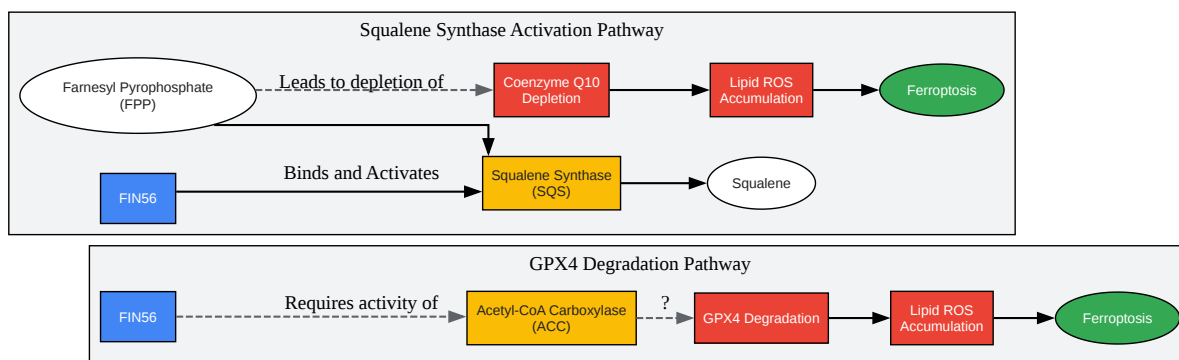 Squalene Synthase Activation Pathway
Farnesyl Pyrophosphate
(FPP)
Leads to depletion of
Coenzyme Q10
Depletion
Lipid ROS
Accumulation
Ferroptosis
FIN56
Binds and Activates
Squalene Synthase
(SQS)
Squalene
GPX4 Degradation Pathway
FIN56
Requires activity of
Acetyl-CoA Carboxylase
(ACC)
?
GPX4 Degradation
Lipid ROS
Accumulation
Ferroptosis